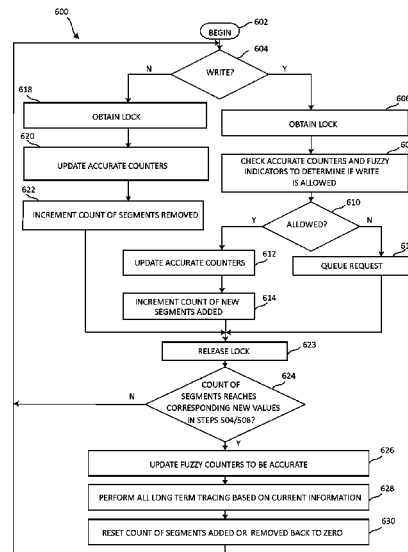 600
BEGIN
602
604
WRITE?
N
Y
618
OBTAIN LOCK
OBTAIN LOCK
620
UPDATE ACCURATE COUNTERS
CHECK ACCURATE COUNTERS AND FUZZY
INDICATORS TO DETERMINE IF WRITE
IS ALLOWED
622
INCREMENT COUNT OF SEGMENTS REMOVED
610
ALLOWED?
Y
N
UPDATE ACCURATE COUNTERS
612
QUEUE REQUEST
INCREMENT COUNT OF NEW
SEGMENTS ADDED
614
RELEASE LOCK
623
624
COUNT OF
SEGMENTS REACHES
CORRESPONDING NEW VALUES
IN STEPS 504/506?
N
Y
UPDATE FUZZY COUNTERS TO BE ACCURATE
626
PERFORM ALL LONG TERM TRACING BASED ON CURRENT INFORMATION
628
RESET COUNT OF SEGMENTS ADDED OR REMOVED BACK TO ZERO
630